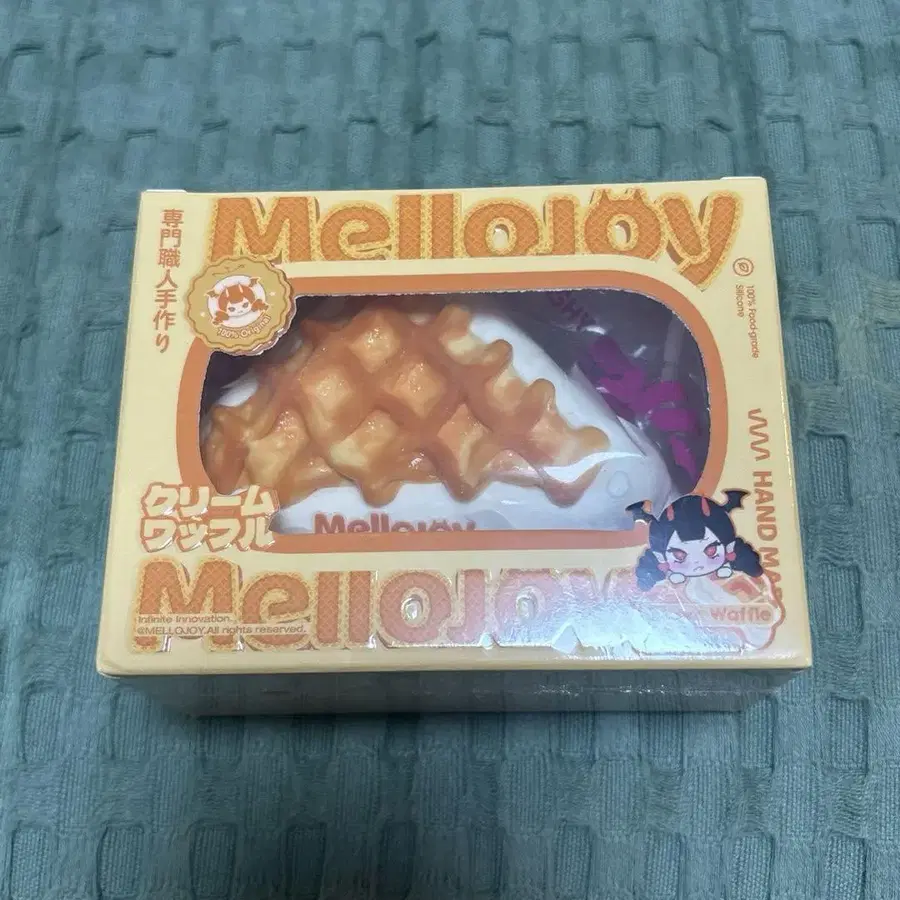 MelloJoy
専門職人手作り
100% Original
100% Food-grade
Silicone
HAND MA
クリーム
ワッフル
MelloJoy
MelloJoy
Infinite Innovation.
@MELLOJOY.All rights reserved.
Waffle